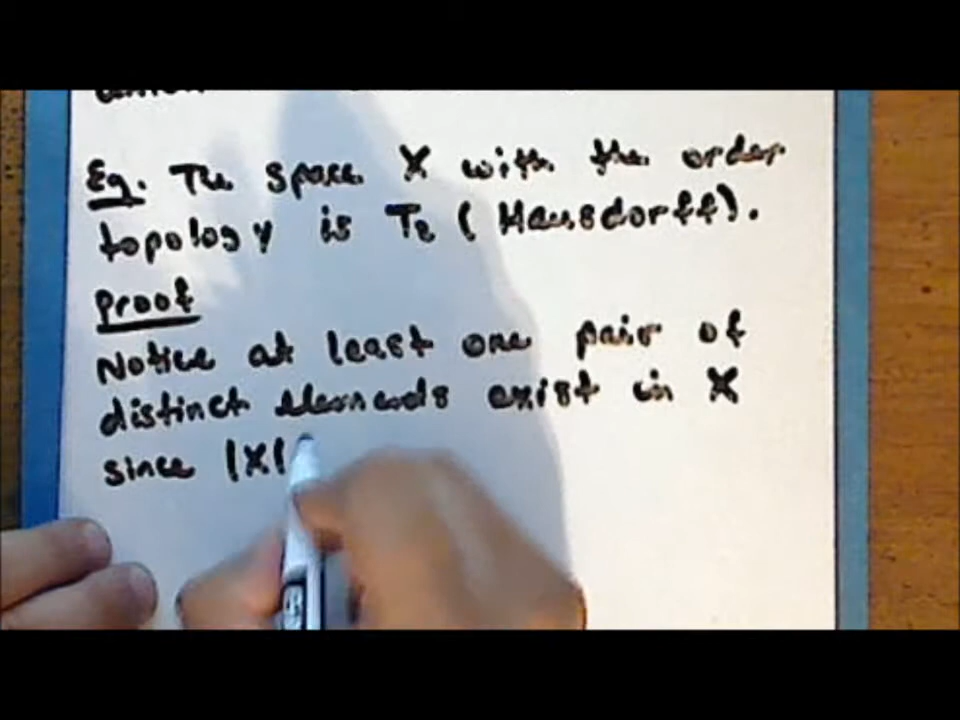 Eg. The space X with the order
topology is T₂ (Hausdorff).
Proof
Notice at least one pair of
distinct elements exist in X
since |X|